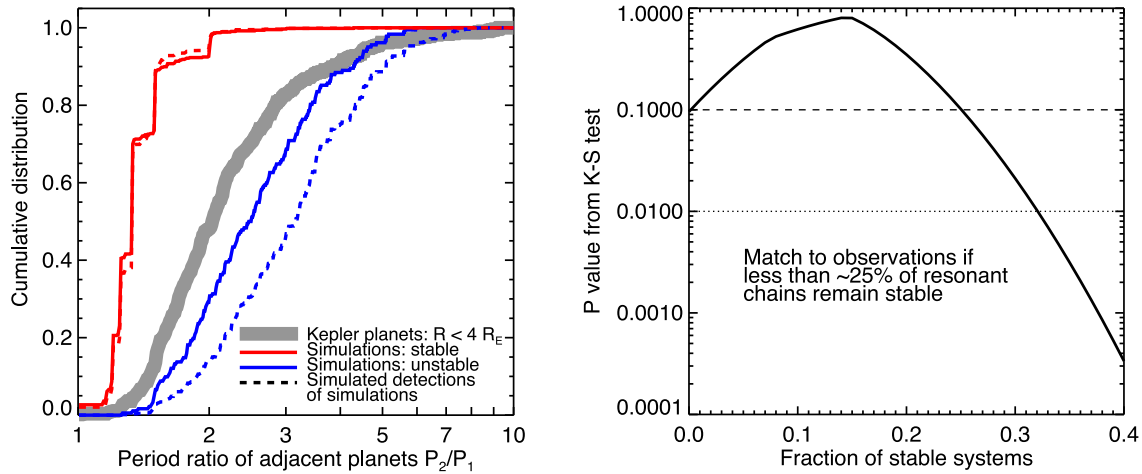 1.0
0.8
0.6
0.4
0.2
0.0
Cumulative distribution
Kepler planets: R < 4 R_E
Simulations: stable
Simulations: unstable
Simulated detections
of simulations
1 2 3 5 7 10
Period ratio of adjacent planets P₂/P₁
1.0000
0.1000
0.0100
0.0010
0.0001
P value from K-S test
Match to observations if
less than ~25% of resonant
chains remain stable
0.0 0.1 0.2 0.3 0.4
Fraction of stable systems